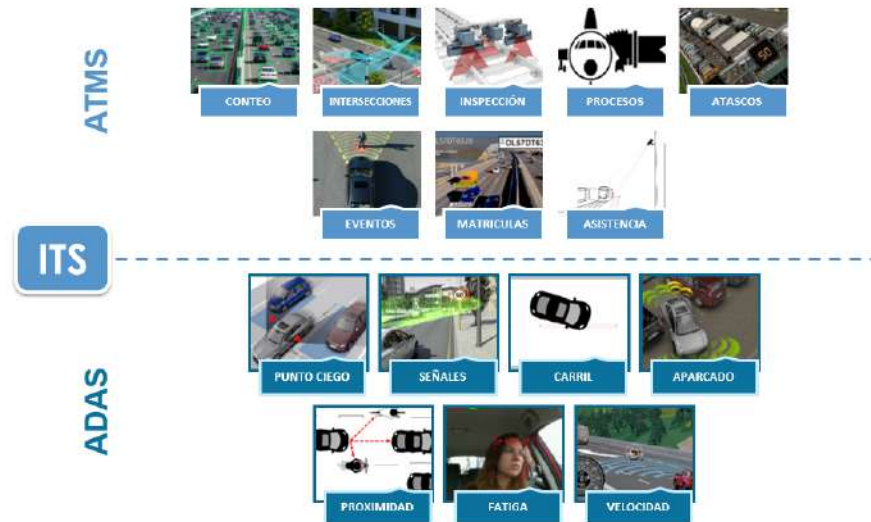 ATMS
CONTEO
INTERSECCIONES
INSPECCIÓN
PROCESOS
50
ATASCOS
EVENTOS
MATRICULAS
ASISTENCIA
ITS
ADAS
PUNTO CIEGO
SEÑALES
CARRIL
APARCADO
PROXIMIDAD
FATIGA
VELOCIDAD